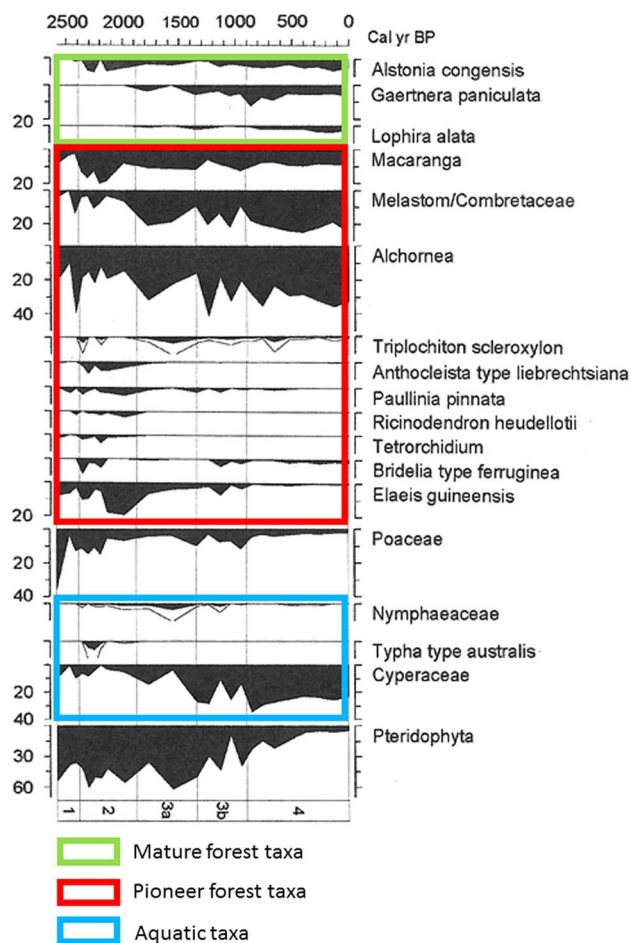 2500 2000 1500 1000 500 0
Cal yr BP
Alstonia congensis
Gaertnera paniculata
20
Lophira alata
Macaranga
20
Melastom/Combretaceae
20
Alchornea
20
40
Triplochiton scleroxylon
Anthocleista type liebrechtsiana
Paullinia pinnata
Ricinodendron heudellotii
Tetrorchidium
Bridelia type ferruginea
Elaeis guineensis
20
Poaceae
20
40
Nymphaeaceae
Typha type australis
Cyperaceae
20
40
Pteridophyta
30
60
1 2 3a 3b 4
Mature forest taxa
Pioneer forest taxa
Aquatic taxa